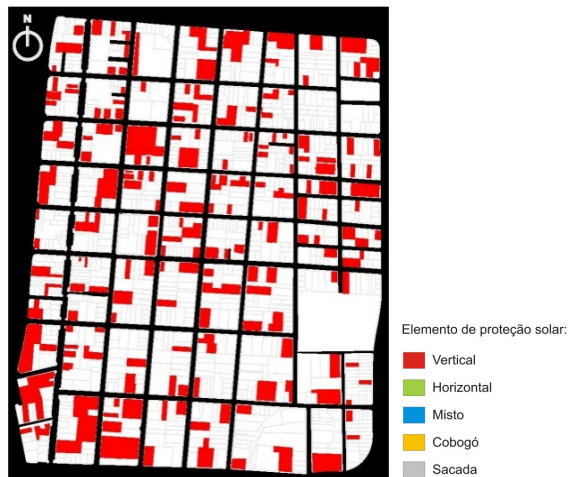 N
Elemento de proteção solar:
Vertical
Horizontal
Misto
Cobogó
Sacada